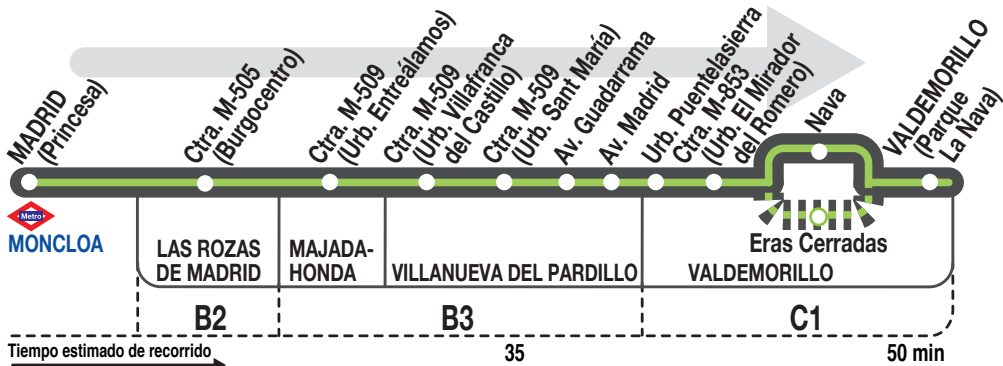 MADRID
(Princesa)
Ctra. M-505
(Burgocentro)
Ctra. M-509
(Urb. Entreálamos)
Ctra. M-509
(Urb. Villafranca
del Castillo)
Ctra. M-509
(Urb. Sant María)
Av. Guadarrama
Av. Madrid
Urb. Puentelasierra
Ctra. M-853
(Urb. El Mirador
del Romero)
Nava
VALDEMORILLO
(Parque
La Nava)
Metro
MONCLOA
Eras Cerradas
LAS ROZAS
DE MADRID
MAJADA-
HONDA
VILLANUEVA DEL PARDILLO
VALDEMORILLO
B2
B3
C1
Tiempo estimado de recorrido
35
50 min